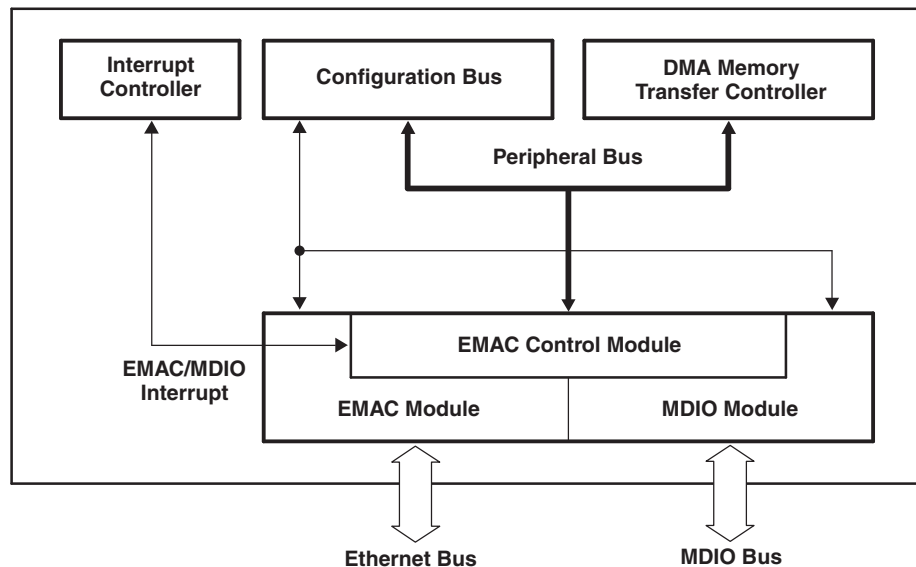 Interrupt
Controller
Configuration Bus
DMA Memory
Transfer Controller
Peripheral Bus
EMAC Control Module
EMAC/MDIO
Interrupt
EMAC Module
MDIO Module
Ethernet Bus
MDIO Bus